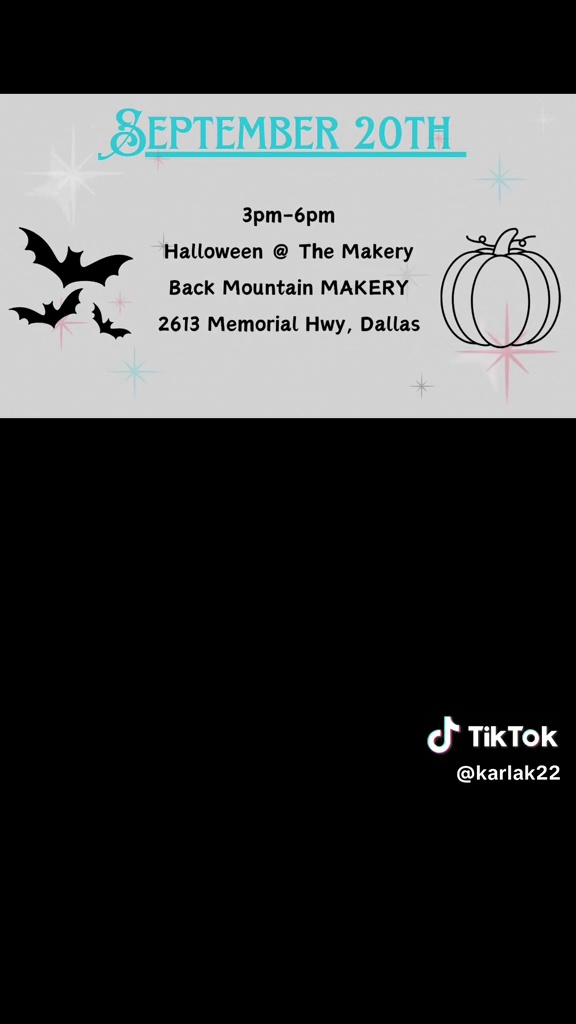 September 20th
3pm-6pm
Halloween @ The Makery
Back Mountain MAKERY
2613 Memorial Hwy, Dallas
TikTok
@karlak22